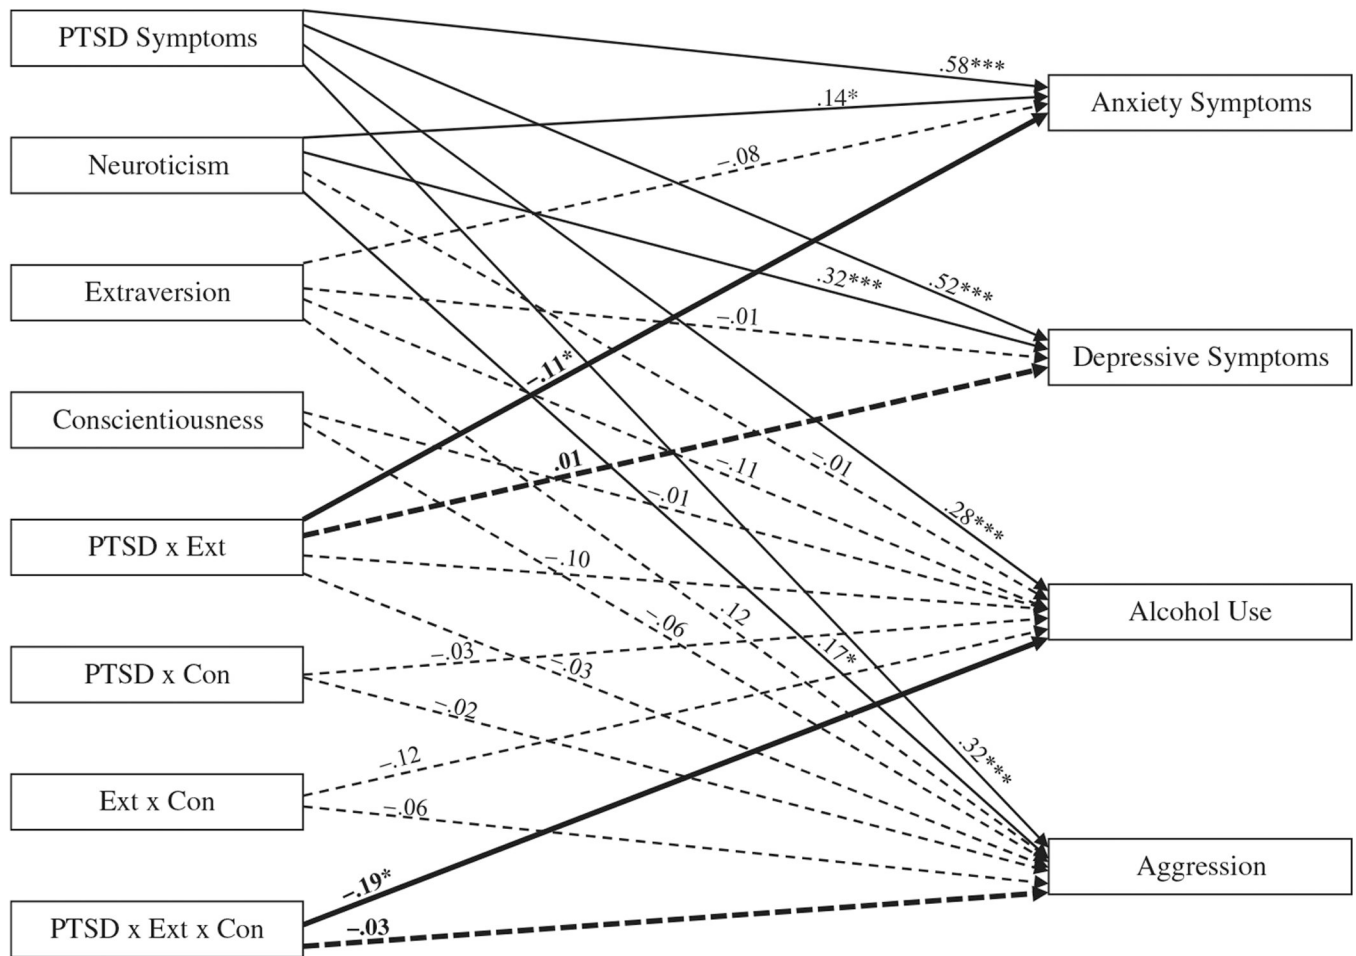 PTSD Symptoms
Neuroticism
Extraversion
Conscientiousness
PTSD x Ext
PTSD x Con
Ext x Con
PTSD x Ext x Con
.58***
.14*
–.08
.32***
.52***
–.01
–.11*
.01
–.11
–.01
–.01
.28***
–.10
.12
–.06
.17*
–.03
–.03
–.02
.32***
–.12
–.06
–.19*
–.03
Anxiety Symptoms
Depressive Symptoms
Alcohol Use
Aggression